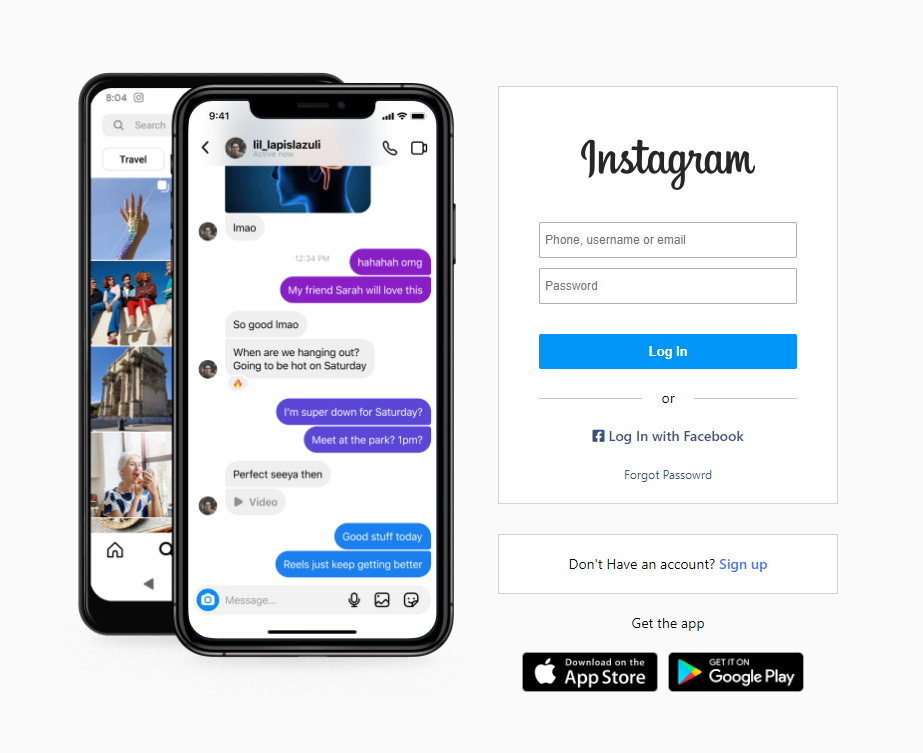 8:04
Search
Travel
9:41
lil_lapislazuli
Active now
lmao
12:34 PM
hahahah omg
My friend Sarah will love this
So good lmao
When are we hanging out?
Going to be hot on Saturday
🔥
I'm super down for Saturday?
Meet at the park? 1pm?
Perfect seeya then
Video
Good stuff today
Reels just keep getting better
Message...
Instagram
Phone, username or email
Password
Log In
or
Log In with Facebook
Forgot Passowrd
Don't Have an account? Sign up
Get the app
Download on the
App Store
GET IT ON
Google Play